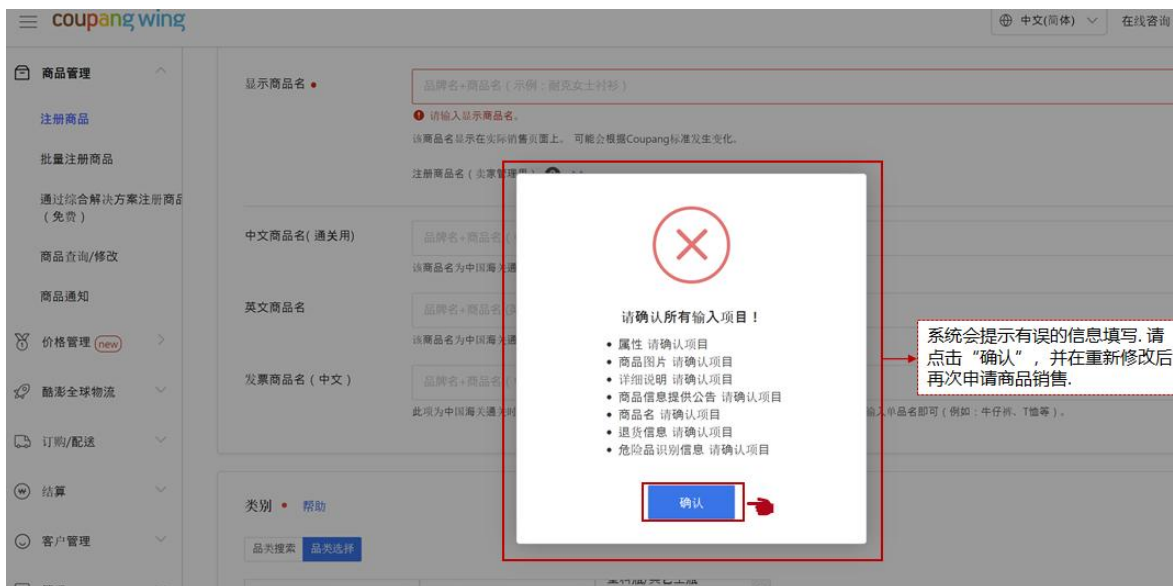 coupang wing
中文(简体)
在线咨询
商品管理
注册商品
批量注册商品
通过综合解决方案注册商品
(免费)
商品查询/修改
商品通知
价格管理 new
酷澎全球物流
订购/配送
结算
客户管理
显示商品名
品牌名+商品名(示例:耐克女士衬衫)
请输入显示商品名。
该商品名显示在实际销售页面上。 可能会根据Coupang标准发生变化。
注册商品名(卖家管理用)
中文商品名(通关用)
品牌名+商品名
该商品名为中国海关通
英文商品名
品牌名+商品名
该商品名为中国海关通
发票商品名(中文)
品牌名+商品名
此项为中国海关通关时
输入单品名即可(例如:牛仔裤、T恤等)。
类别
帮助
品类搜索
品类选择
请确认所有输入项目!
• 属性 请确认项目
• 商品图片 请确认项目
• 详细说明 请确认项目
• 商品信息提供公告 请确认项目
• 商品名 请确认项目
• 退货信息 请确认项目
• 危险品识别信息 请确认项目
确认
系统会提示有误的信息填写. 请
点击“确认”, 并在重新修改后
再次申请商品销售.